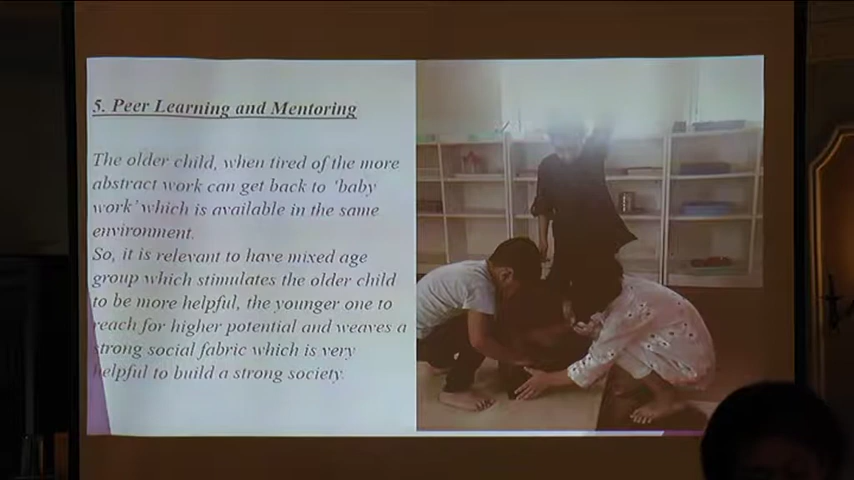 5. Peer Learning and Mentoring
The older child, when tired of the more
abstract work can get back to 'baby
work' which is available in the same
environment.
So, it is relevant to have mixed age
group which stimulates the older child
to be more helpful, the younger one to
reach for higher potential and weaves a
strong social fabric which is very
helpful to build a strong society.